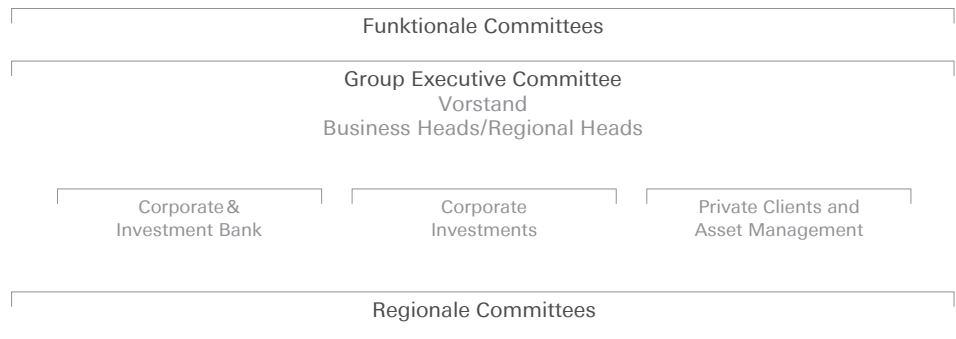 Funktionale Committees
Group Executive Committee
Vorstand
Business Heads/Regional Heads
Corporate &
Investment Bank
Corporate
Investments
Private Clients and
Asset Management
Regionale Committees